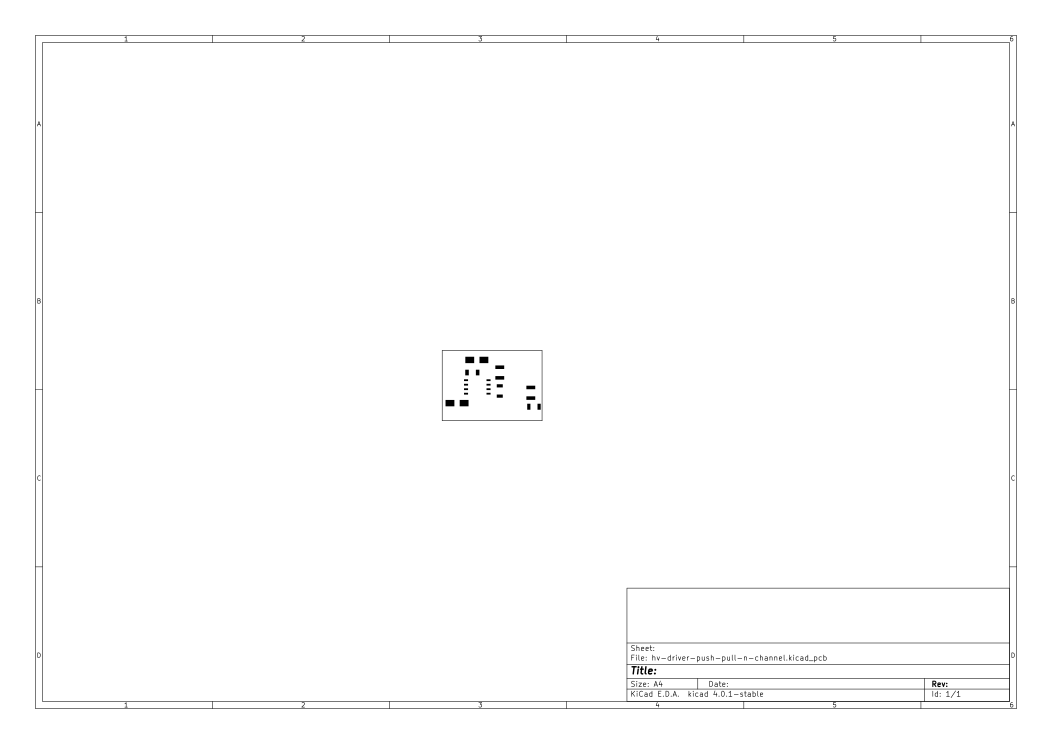 1 2 3 4 5 6
A A
B B
C C
D D
Sheet:
File: hv-driver-push-pull-n-channel.kicad_pcb
Title:
Size: A4 Date: Rev:
KiCad E.D.A. kicad 4.0.1-stable Id: 1/1
1 2 3 4 5 6